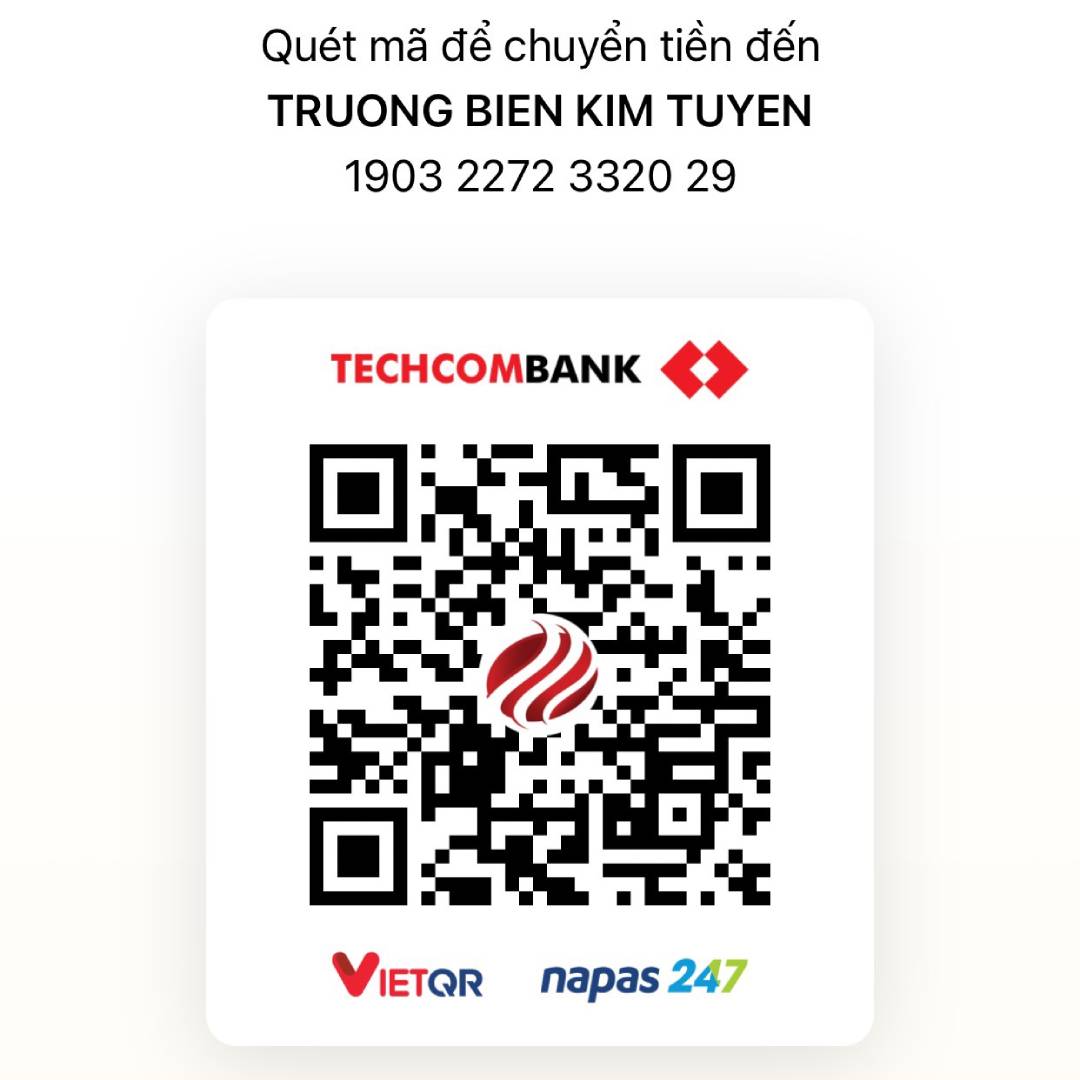 Quét mã để chuyển tiền đến
TRUONG BIEN KIM TUYEN
1903 2272 3320 29
TECHCOMBANK
VIETQR napas 247